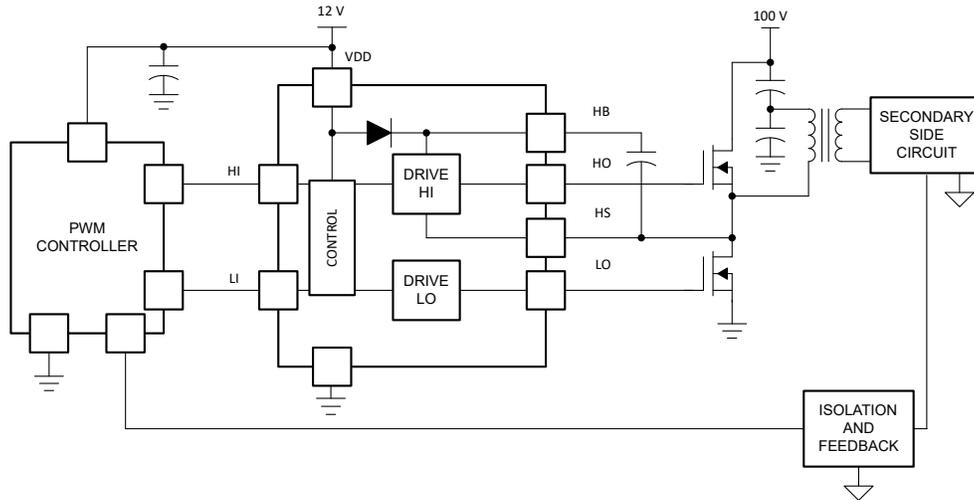 12 V
100 V
VDD
HB
SECONDARY
SIDE
CIRCUIT
HI
DRIVE
HI
HO
PWM
CONTROLLER
CONTROL
HS
LI
DRIVE
LO
LO
ISOLATION
AND
FEEDBACK